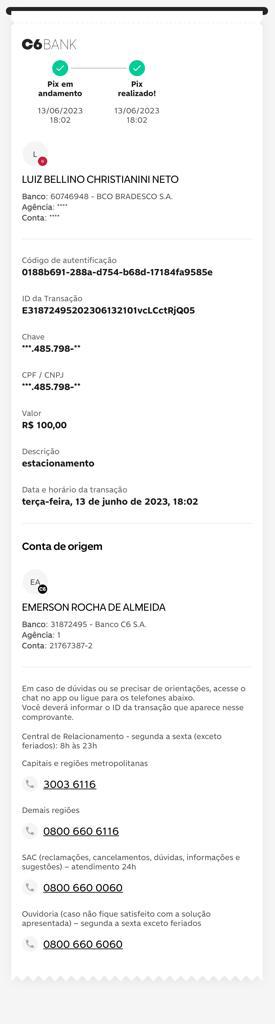 C6BANK
Pix em
andamento
Pix
realizado!
13/06/2023
18:02
13/06/2023
18:02
L
LUIZ BELLINO CHRISTIANINI NETO
Banco: 60746948 - BCO BRADESCO S.A.
Agência: ****
Conta: ****
Código de autentificação
0188b691-288a-d754-b68d-17184fa9585e
ID da Transação
E31872495202306132101vcLCctRjQ05
Chave
***.485.798-**
CPF / CNPJ
***.485.798-**
Valor
R$ 100,00
Descrição
estacionamento
Data e horário da transação
terça-feira, 13 de junho de 2023, 18:02
Conta de origem
EA
EMERSON ROCHA DE ALMEIDA
Banco: 31872495 - Banco C6 S.A.
Agência: 1
Conta: 21767387-2
Em caso de dúvidas ou se precisar de orientações, acesse o
chat no app ou ligue para os telefones abaixo.
Você deverá informar o ID da transação que aparece nesse
comprovante.
Central de Relacionamento - segunda a sexta (exceto
feriados): 8h às 23h
Capitais e regiões metropolitanas
3003 6116
Demais regiões
0800 660 6116
SAC (reclamações, cancelamentos, dúvidas, informações e
sugestões) – atendimento 24h
0800 660 0060
Ouvidoria (caso não fique satisfeito com a solução
apresentada) – segunda a sexta exceto feriados
0800 660 6060